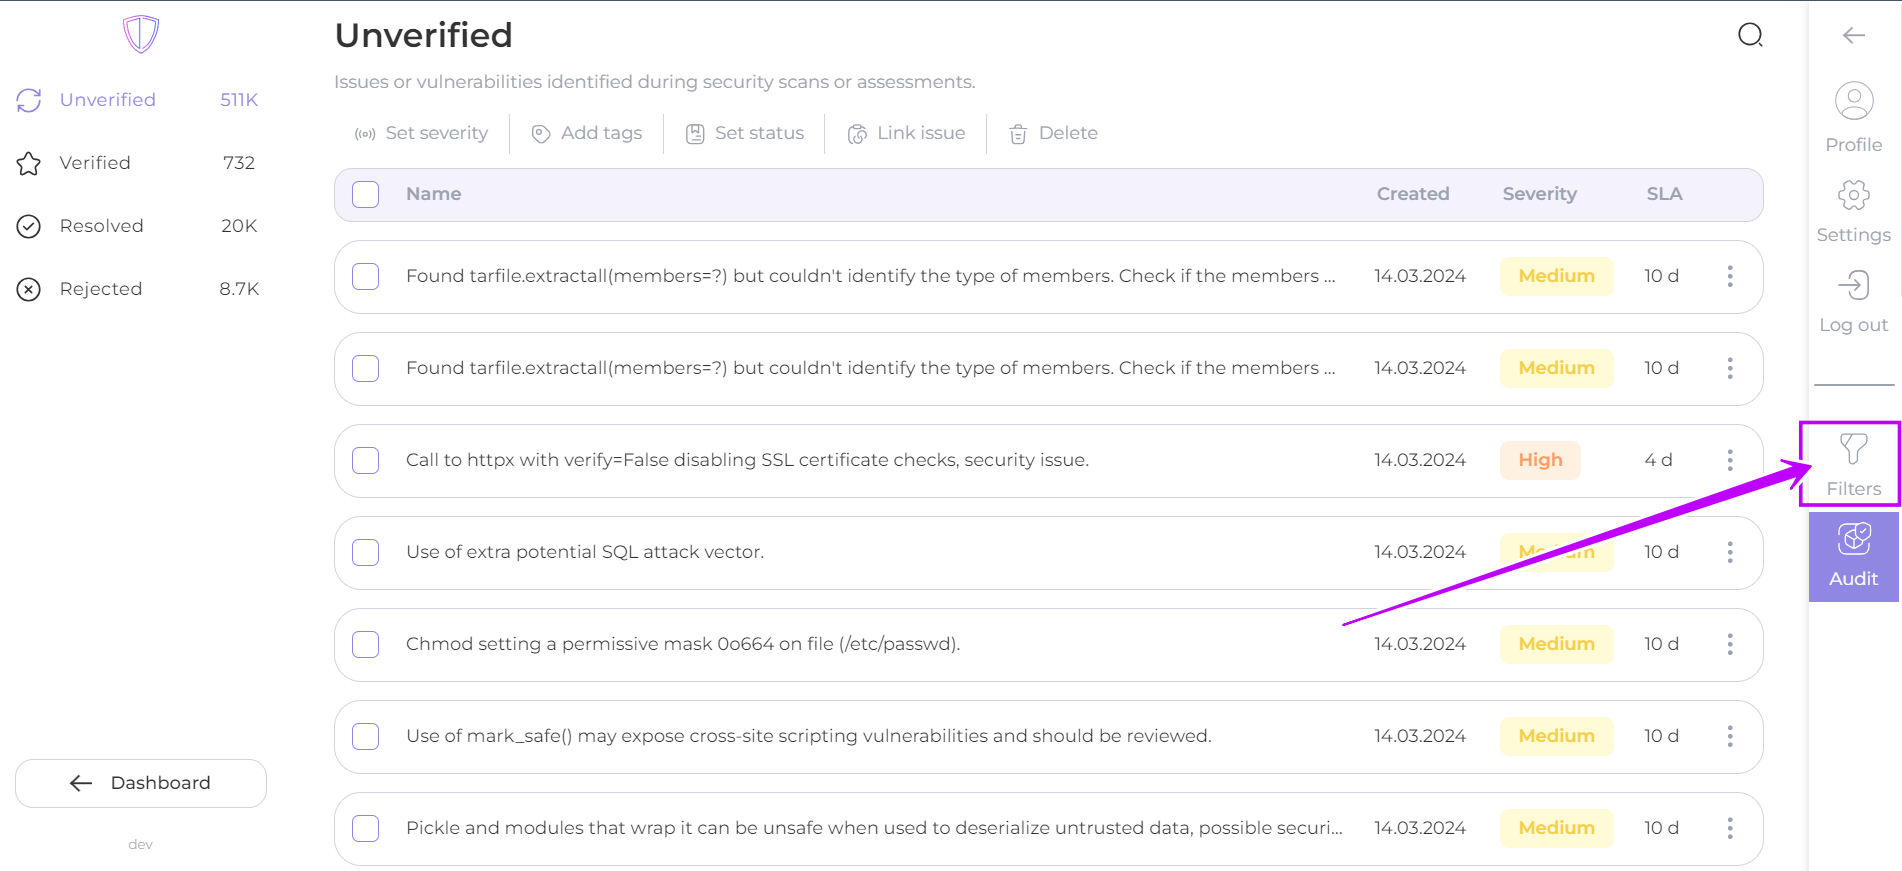 Unverified
Issues or vulnerabilities identified during security scans or assessments.
Unverified 511K
Verified 732
Resolved 20K
Rejected 8.7K
Dashboard
dev
Set severity Add tags Set status Link issue Delete
Name Created Severity SLA
Found tarfile.extractall(members=?) but couldn't identify the type of members. Check if the members ... 14.03.2024 Medium 10 d
Found tarfile.extractall(members=?) but couldn't identify the type of members. Check if the members ... 14.03.2024 Medium 10 d
Call to httpx with verify=False disabling SSL certificate checks, security issue. 14.03.2024 High 4 d
Use of extra potential SQL attack vector. 14.03.2024 Medium 10 d
Chmod setting a permissive mask 0o664 on file (/etc/passwd). 14.03.2024 Medium 10 d
Use of mark_safe() may expose cross-site scripting vulnerabilities and should be reviewed. 14.03.2024 Medium 10 d
Pickle and modules that wrap it can be unsafe when used to deserialize untrusted data, possible securi... 14.03.2024 Medium 10 d
Profile
Settings
Log out
Filters
Audit